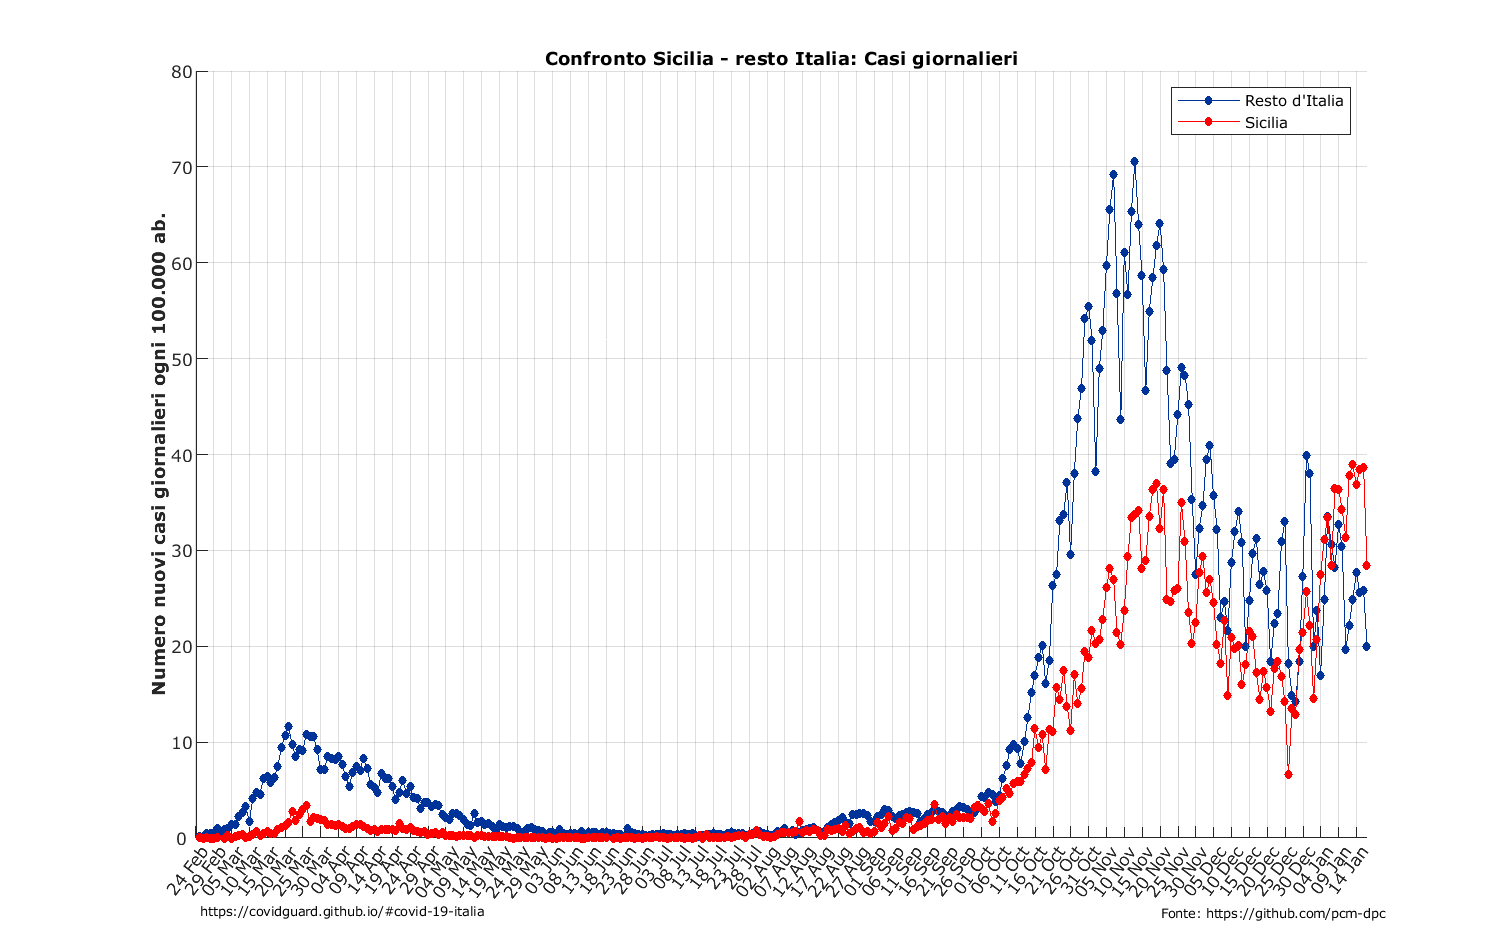 Confronto Sicilia - resto Italia: Casi giornalieri
Numero nuovi casi giornalieri ogni 100.000 ab.
80
70
60
50
40
30
20
10
0
Resto d'Italia
Sicilia
24 Feb
29 Feb
05 Mar
10 Mar
15 Mar
20 Mar
25 Mar
30 Mar
04 Apr
09 Apr
14 Apr
19 Apr
24 Apr
29 Apr
04 May
09 May
14 May
19 May
24 May
29 May
03 Jun
08 Jun
13 Jun
18 Jun
23 Jun
28 Jun
03 Jul
08 Jul
13 Jul
18 Jul
23 Jul
28 Jul
02 Aug
07 Aug
12 Aug
17 Aug
22 Aug
27 Aug
01 Sep
06 Sep
11 Sep
16 Sep
21 Sep
26 Sep
01 Oct
06 Oct
11 Oct
16 Oct
21 Oct
26 Oct
31 Oct
05 Nov
10 Nov
15 Nov
20 Nov
25 Nov
30 Nov
05 Dec
10 Dec
15 Dec
20 Dec
25 Dec
30 Dec
04 Jan
09 Jan
14 Jan
https://covidguard.github.io/#covid-19-italia
Fonte: https://github.com/pcm-dpc